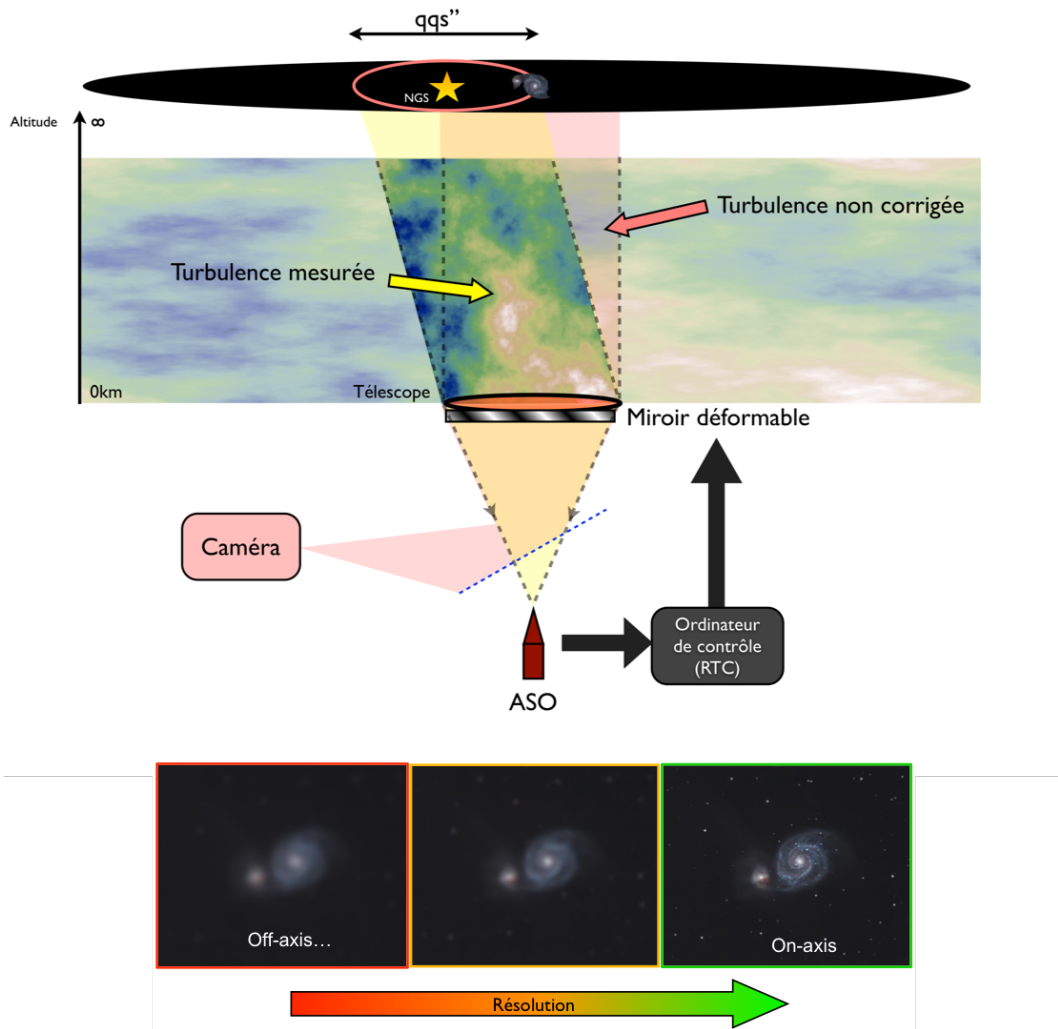 qqs”
NGS
Altitude
∞
Turbulence non corrigée
Turbulence mesurée
0km
Télescope
Miroir déformable
Caméra
Ordinateur
de contrôle
(RTC)
ASO
Off-axis…
On-axis
Résolution